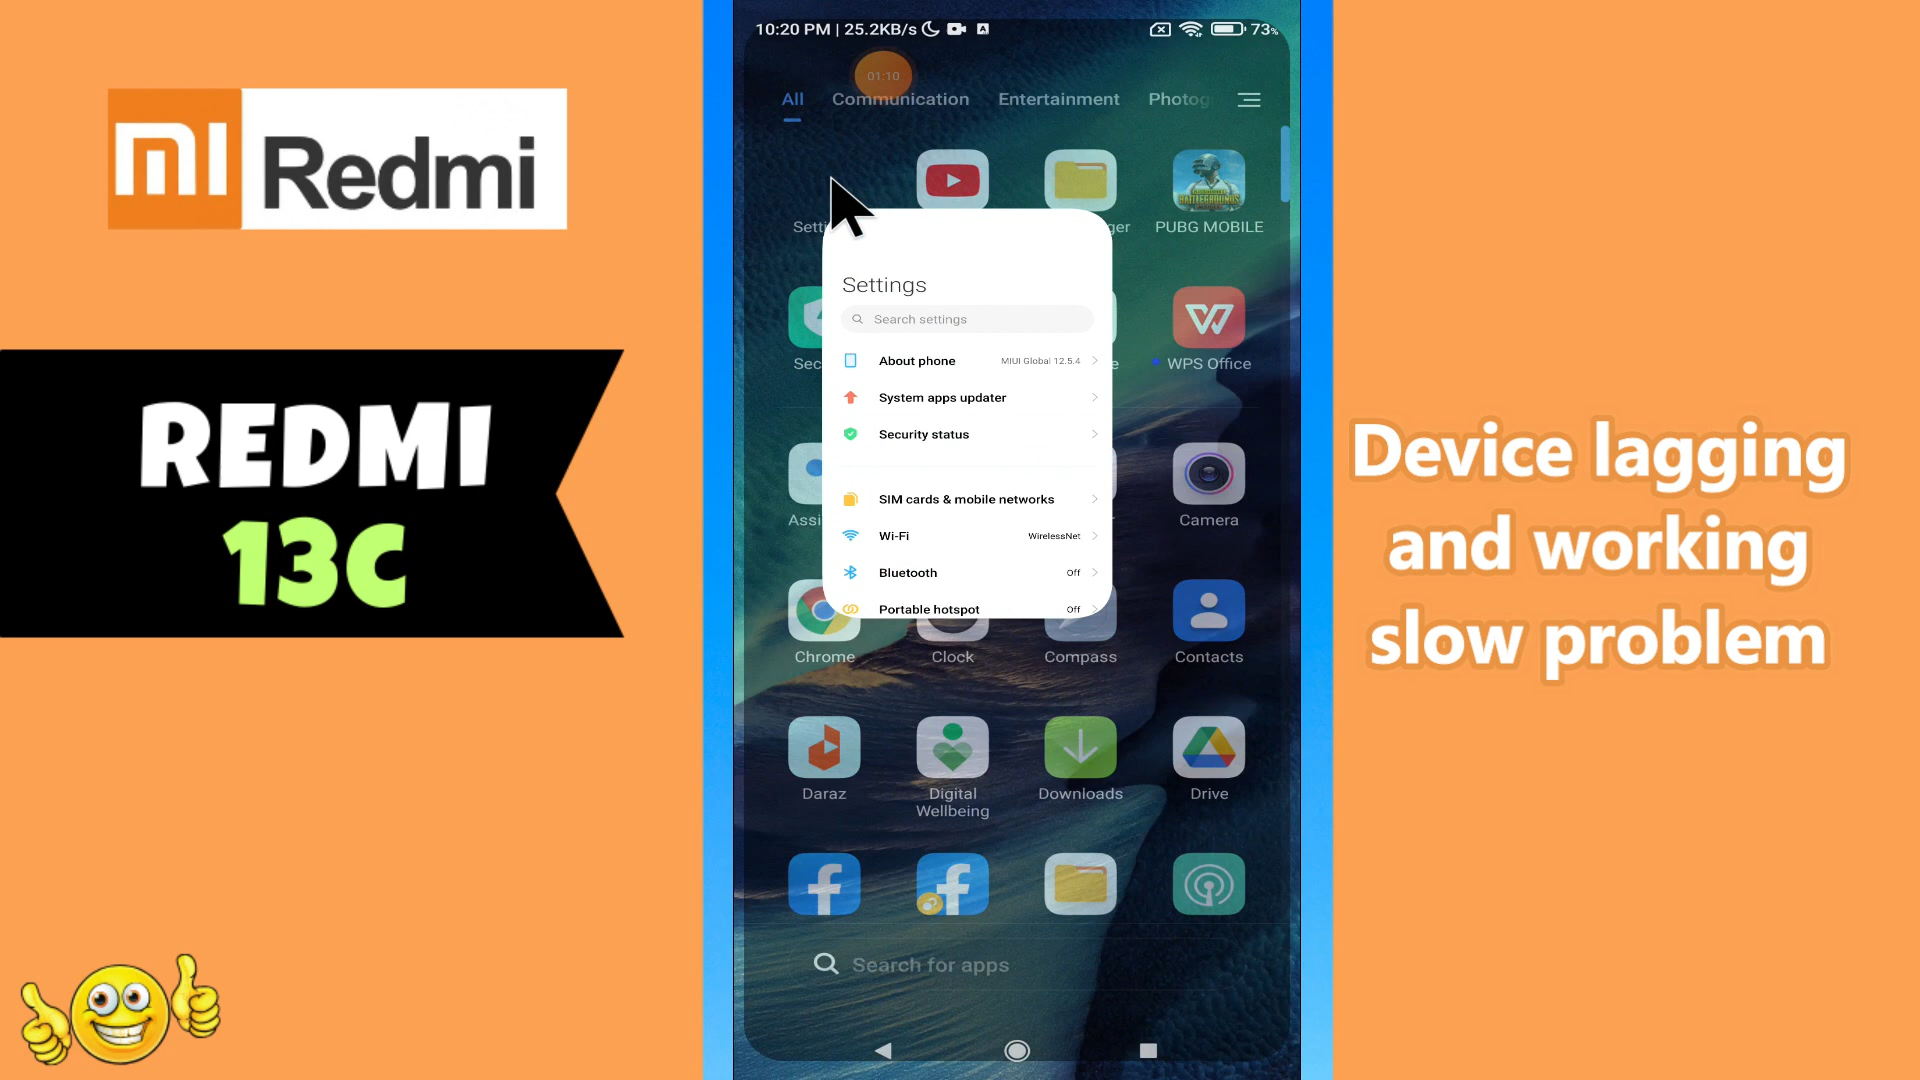 mi Redmi
REDMI
13C
10:20 PM | 25.2KB/s 73%
01:10
All Communication Entertainment Photog
PUBG MOBILE
Settings
Search settings
About phone MIUI Global 12.5.4
System apps updater
Security status
SIM cards & mobile networks
Wi-Fi WirelessNet
Bluetooth Off
Portable hotspot Off
WPS Office
Camera
Chrome Clock Compass Contacts
Daraz Digital Wellbeing Downloads Drive
Search for apps
Device lagging
and working
slow problem